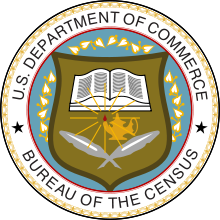 U.S. DEPARTMENT OF COMMERCE
BUREAU OF THE CENSUS